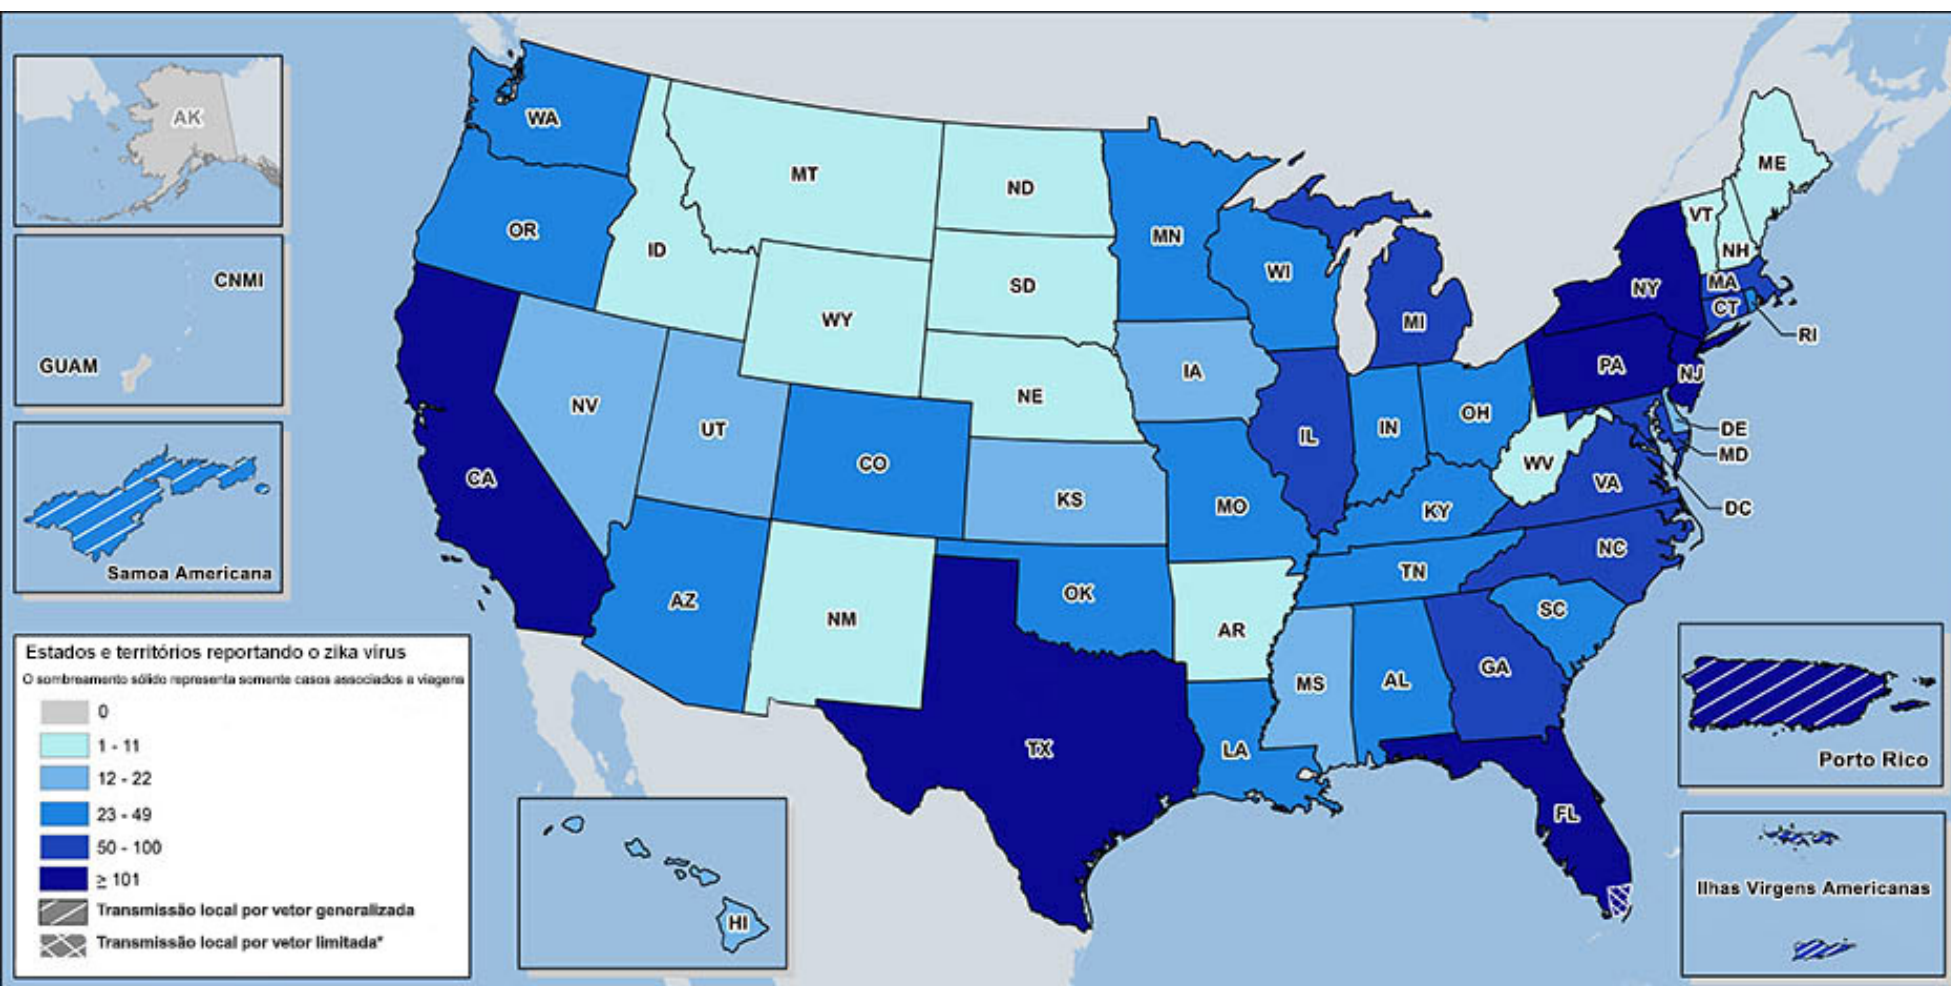 AK
CNMI
GUAM
Samoa Americana
Estados e territórios reportando o zika vírus
O sombreamento sólido representa somente casos associados a viagens
0
1 - 11
12 - 22
23 - 49
50 - 100
≥ 101
Transmissão local por vetor generalizada
Transmissão local por vetor limitada*
WA
OR
CA
ID
NV
MT
WY
UT
AZ
CO
NM
ND
SD
NE
KS
OK
TX
MN
IA
MO
AR
LA
WI
IL
MI
IN
OH
KY
TN
MS
AL
GA
FL
SC
NC
VA
WV
PA
NY
VT
NH
ME
MA
CT
RI
NJ
DE
MD
DC
HI
Porto Rico
Ilhas Virgens Americanas